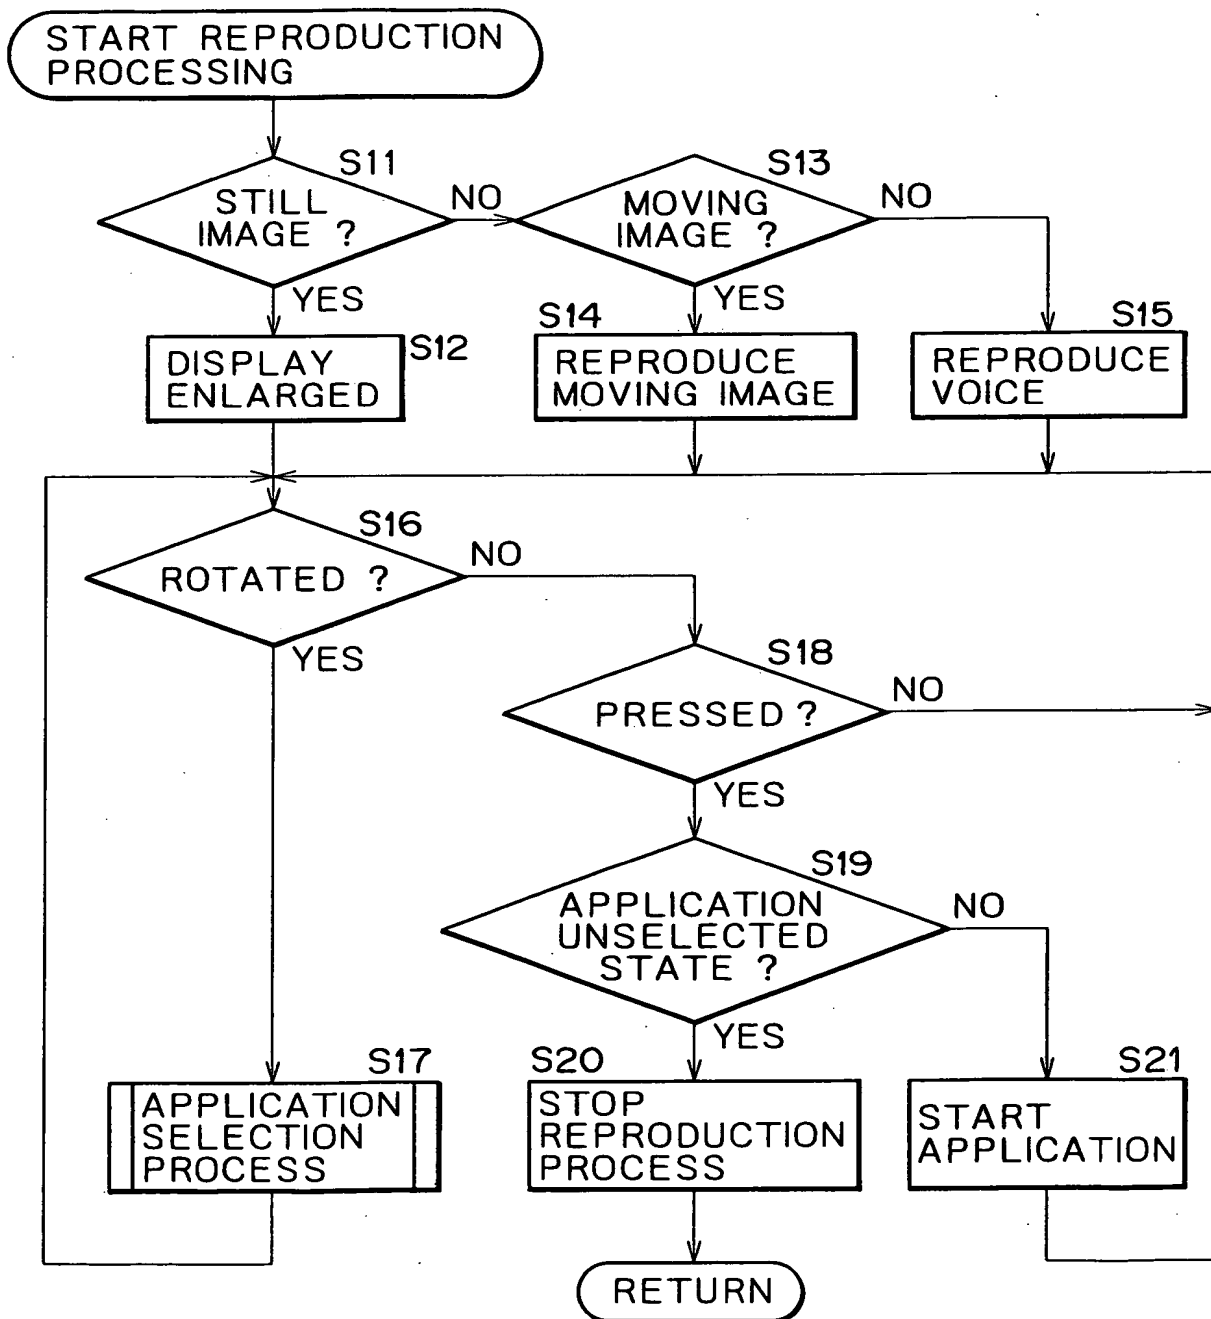 START REPRODUCTION
PROCESSING
S11
STILL
IMAGE ?
NO
YES
S13
MOVING
IMAGE ?
NO
YES
S12
DISPLAY
ENLARGED
S14
REPRODUCE
MOVING IMAGE
S15
REPRODUCE
VOICE
S16
ROTATED ?
NO
YES
S18
PRESSED ?
NO
YES
S19
APPLICATION
UNSELECTED
STATE ?
NO
YES
S17
APPLICATION
SELECTION
PROCESS
S20
STOP
REPRODUCTION
PROCESS
S21
START
APPLICATION
RETURN